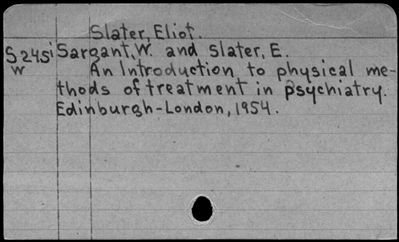 Slater, Eliot.
S245i Sargant, W. and Slater, E.
W An Introduction to physical me-
thods of treatment in psychiatry.
Edinburgh-London, 1954.